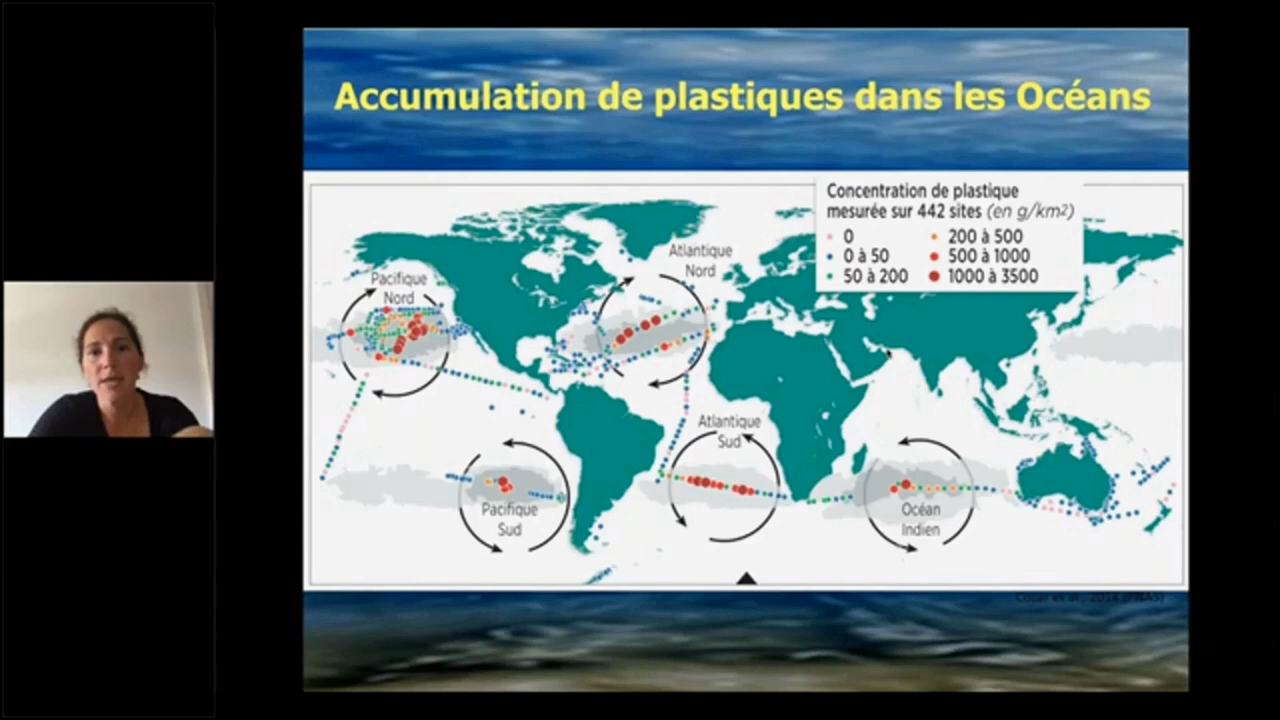 Accumulation de plastiques dans les Océans
Concentration de plastique
mesurée sur 442 sites (en g/km2)
0
0 à 50
50 à 200
200 à 500
500 à 1000
1000 à 3500
Pacifique
Nord
Atlantique
Nord
Atlantique
Sud
Pacifique
Sud
Océan
Indien